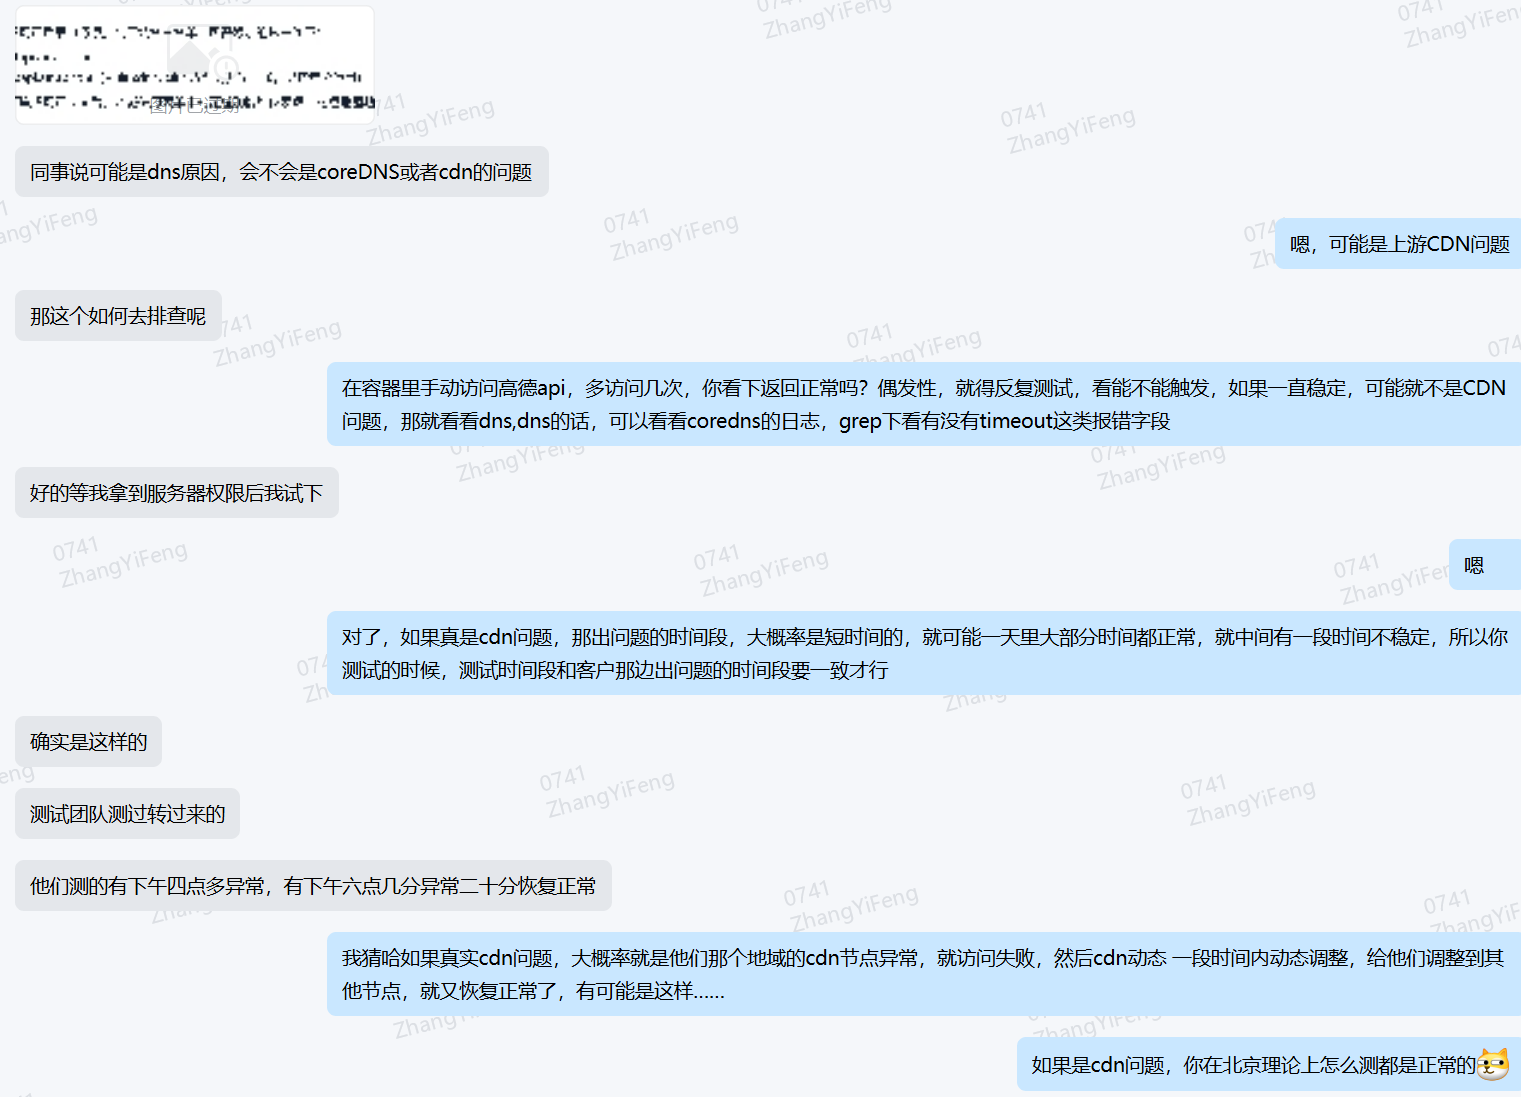 图片已过期
同事说可能是dns原因，会不会是coreDNS或者cdn的问题
嗯，可能是上游CDN问题
那这个如何去排查呢
在容器里手动访问高德api，多访问几次，你看下返回正常吗？偶发性，就得反复测试，看能不能触发，如果一直稳定，可能就不是CDN
问题，那就看看dns,dns的话，可以看看coredns的日志，grep下看有没有timeout这类报错字段
好的等我拿到服务器权限后我试下
嗯
对了，如果真是cdn问题，那出问题的时间段，大概率是短时间的，就可能一天里大部分时间都正常，就中间有一段时间不稳定，所以你
测试的时候，测试时间段和客户那边出问题的时间段要一致才行
确实是这样的
测试团队测过转过来的
他们测的有下午四点多异常，有下午六点几分异常二十分恢复正常
我猜哈如果真实cdn问题，大概率就是他们那个地域的cdn节点异常，就访问失败，然后cdn动态 一段时间内动态调整，给他们调整到其
他节点，就又恢复正常了，有可能是这样......
如果是cdn问题，你在北京理论上怎么测都是正常的
0741
ZhangYiFeng